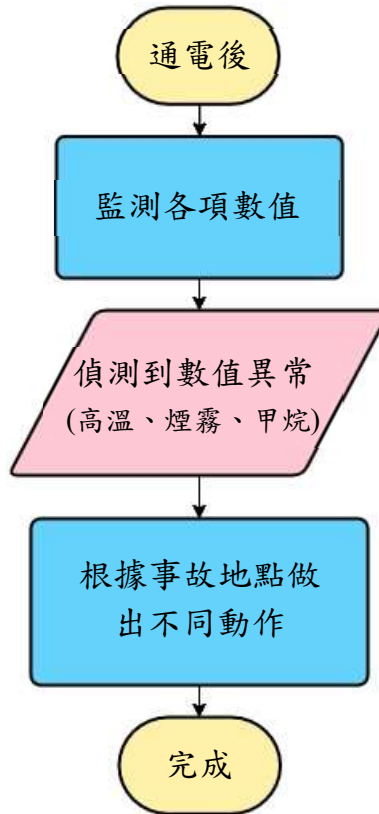 通電後
監測各項數值
偵測到數值異常
(高溫、煙霧、甲烷)
根據事故地點做
出不同動作
完成